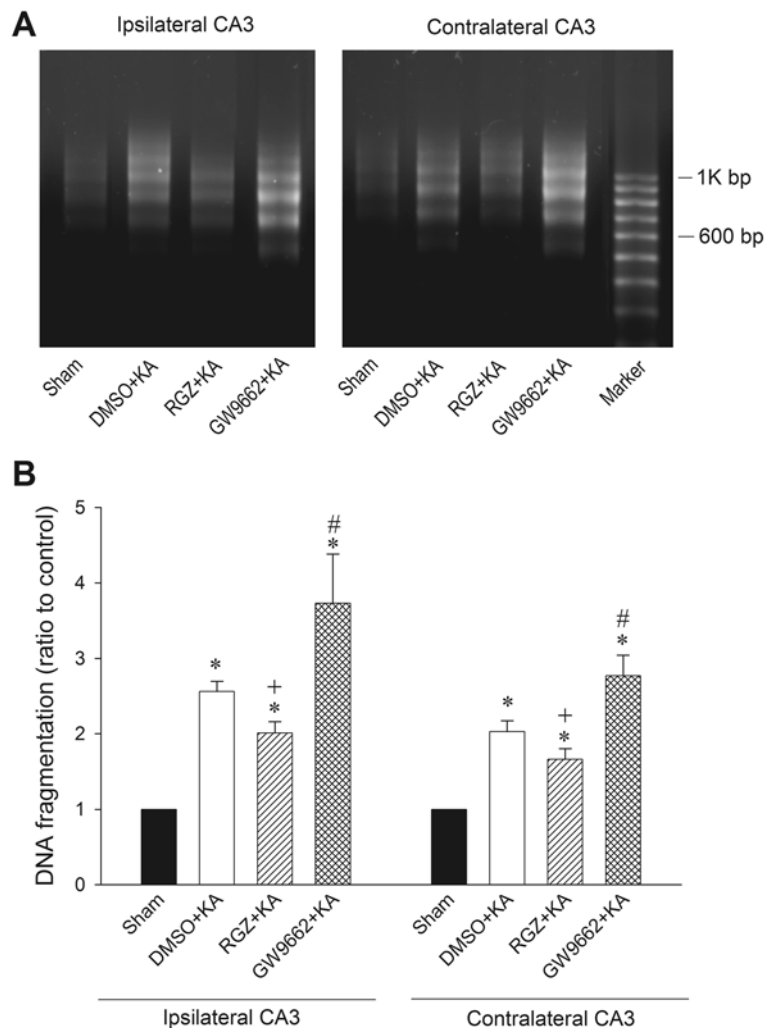 A
Ipsilateral CA3
Contralateral CA3
1K bp
600 bp
Sham
DMSO+KA
RGZ+KA
GW9662+KA
Sham
DMSO+KA
RGZ+KA
GW9662+KA
Marker
B
DNA fragmentation (ratio to control)
5
4
3
2
1
0
*
+
*
#
*
*
+
*
#
*
Sham
DMSO+KA
RGZ+KA
GW9662+KA
Sham
DMSO+KA
RGZ+KA
GW9662+KA
Ipsilateral CA3
Contralateral CA3